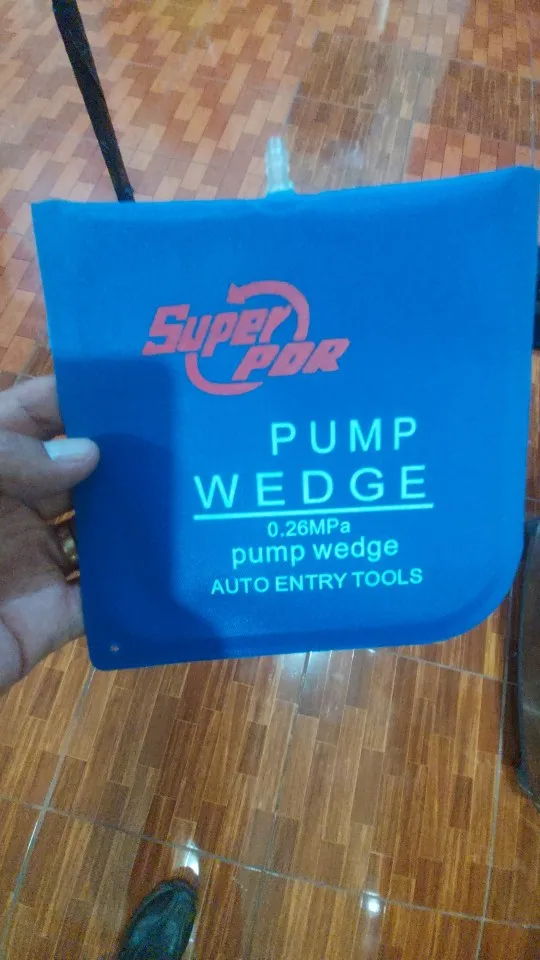 Super
PDR
PUMP
WEDGE
0.26MPa
pump wedge
AUTO ENTRY TOOLS